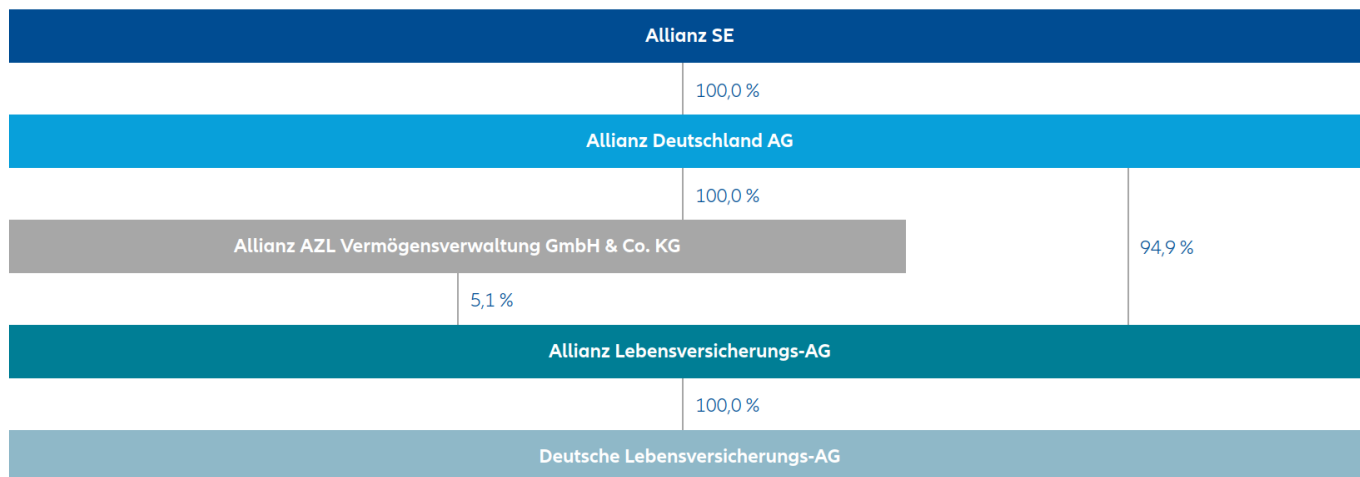 Allianz SE
100,0 %
Allianz Deutschland AG
100,0 %
Allianz AZL Vermögensverwaltung GmbH & Co. KG
94,9 %
5,1 %
Allianz Lebensversicherungs-AG
100,0 %
Deutsche Lebensversicherungs-AG